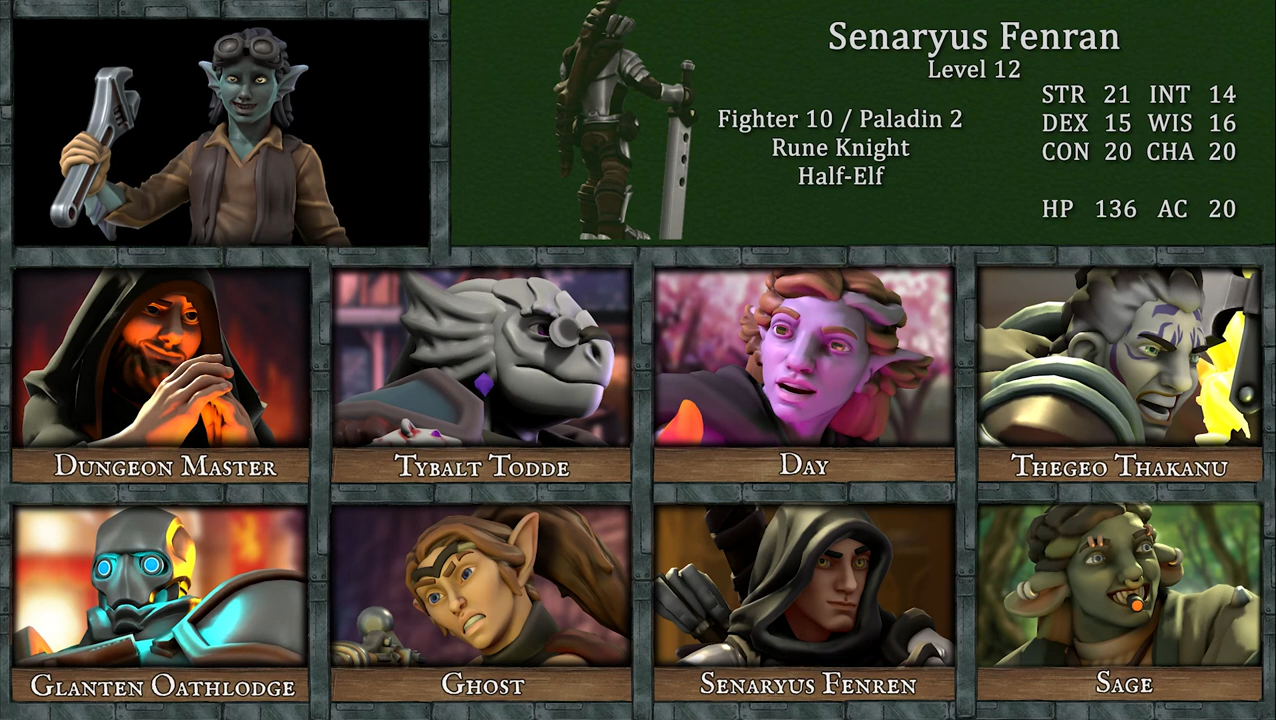 Senaryus Fenran
Level 12
Fighter 10 / Paladin 2
Rune Knight
Half-Elf
STR 21 INT 14
DEX 15 WIS 16
CON 20 CHA 20
HP 136 AC 20
Dungeon Master
Tybalt Todde
Day
Thegeo Thakanu
Glanten Oathlodge
Ghost
Senaryus Fenren
Sage